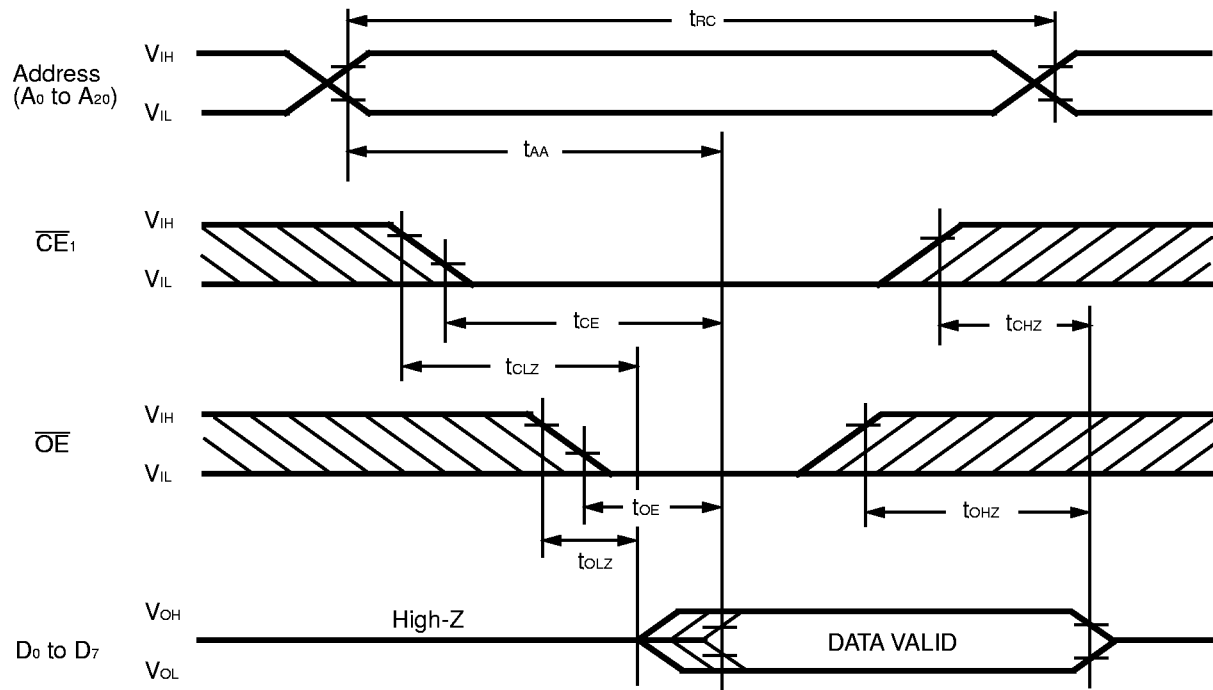 tRC
VIH
Address
(A0 to A20)
VIL
tAA
VIH
CE1
VIL
tCE
tCHZ
tCLZ
VIH
OE
VIL
tOE
tOHZ
tOLZ
VOH
High-Z
D0 to D7
DATA VALID
VOL